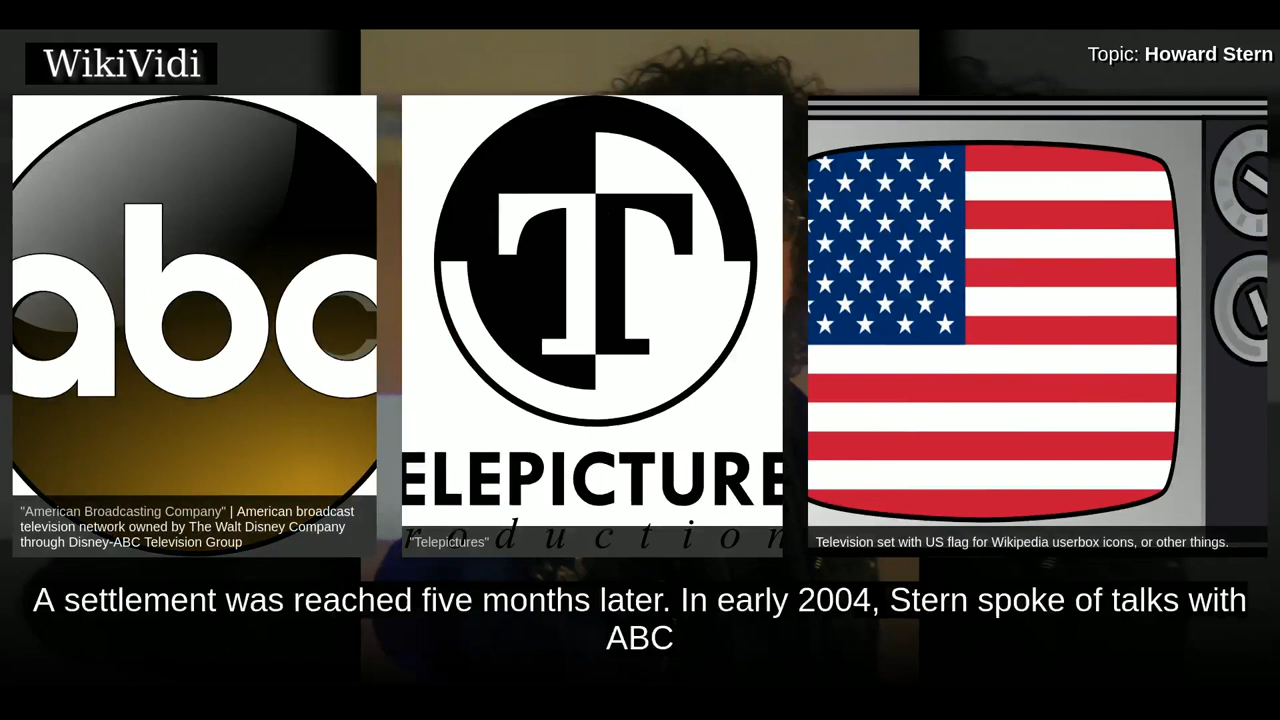 WikiVidi
Topic: Howard Stern
abc
T
ELEPICTURE
roduction
"American Broadcasting Company" | American broadcast
television network owned by The Walt Disney Company
through Disney-ABC Television Group
"Telepictures"
Television set with US flag for Wikipedia userbox icons, or other things.
A settlement was reached five months later. In early 2004, Stern spoke of talks with
ABC